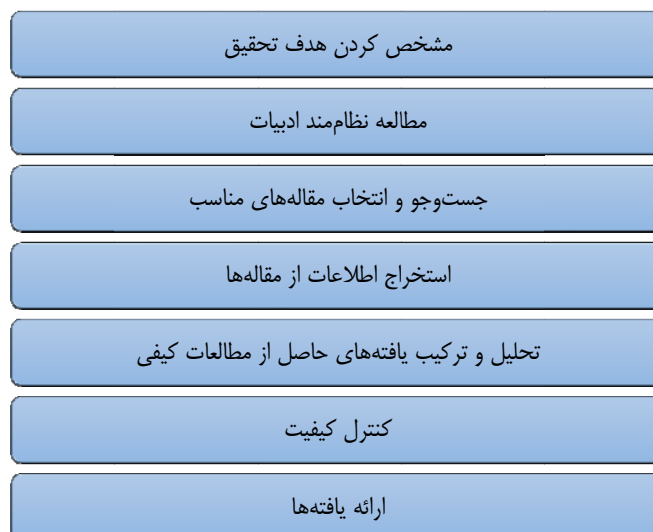 مشخص کردن هدف تحقیق
مطالعه نظام‌مند ادبیات
جست‌وجو و انتخاب مقاله‌های مناسب
استخراج اطلاعات از مقاله‌ها
تحلیل و ترکیب یافته‌های حاصل از مطالعات کیفی
کنترل کیفیت
ارائه یافته‌ها